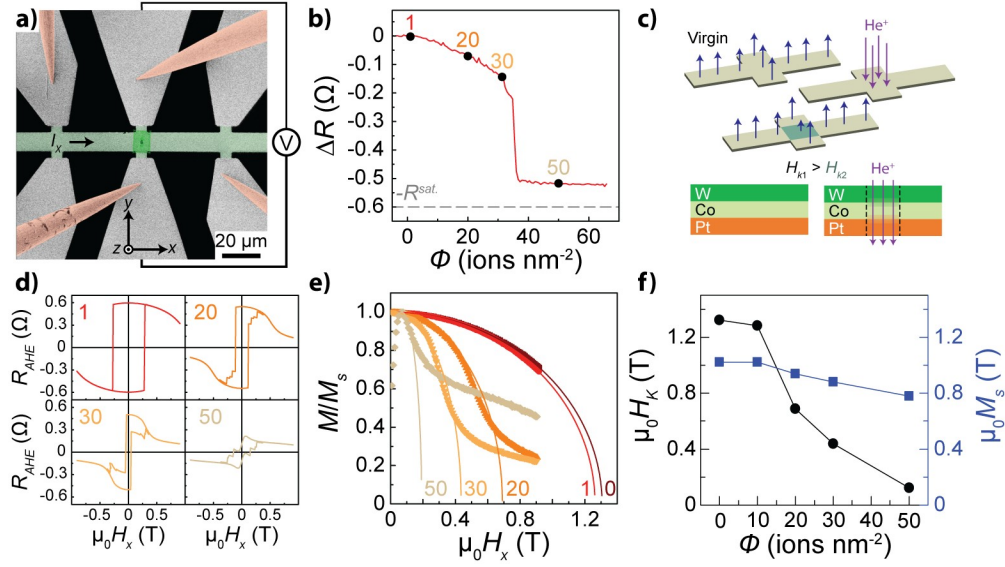 a)
I_x
V
y
z
x
20 µm
b)
1
20
30
50
0
-0.1
-0.2
-0.3
-0.4
-0.5
-0.6
-R^sat.
ΔR (Ω)
0
20
40
60
Φ (ions nm⁻²)
c)
Virgin
He⁺
H_k1 > H_k2
He⁺
W
Co
Pt
W
Co
Pt
d)
1
20
30
50
0.6
0.3
0
-0.3
-0.6
0.6
0.3
0
-0.3
-0.6
R_AHE (Ω)
R_AHE (Ω)
-0.5
0.0
0.5
-0.5
0.0
0.5
µ₀H_x (T)
µ₀H_x (T)
e)
1.0
0.8
0.6
0.4
0.2
0
M/M_s
50
30
20
1
0
0
0.4
0.8
1.2
µ₀H_x (T)
f)
1.2
0.8
0.4
0
µ₀H_K (T)
1.2
0.8
0.4
0
µ₀M_s (T)
0
10
20
30
40
50
Φ (ions nm⁻²)